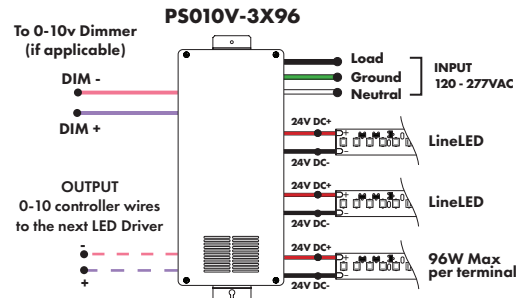 PS010V-3X96
To 0-10v Dimmer
(if applicable)
DIM -
DIM +
OUTPUT
0-10 controller wires
to the next LED Driver
-
+
Load
Ground
Neutral
INPUT
120 - 277VAC
24V DC+
+
-
24V DC-
LineLED
24V DC+
+
-
24V DC-
LineLED
24V DC+
+
-
24V DC-
96W Max
per terminal